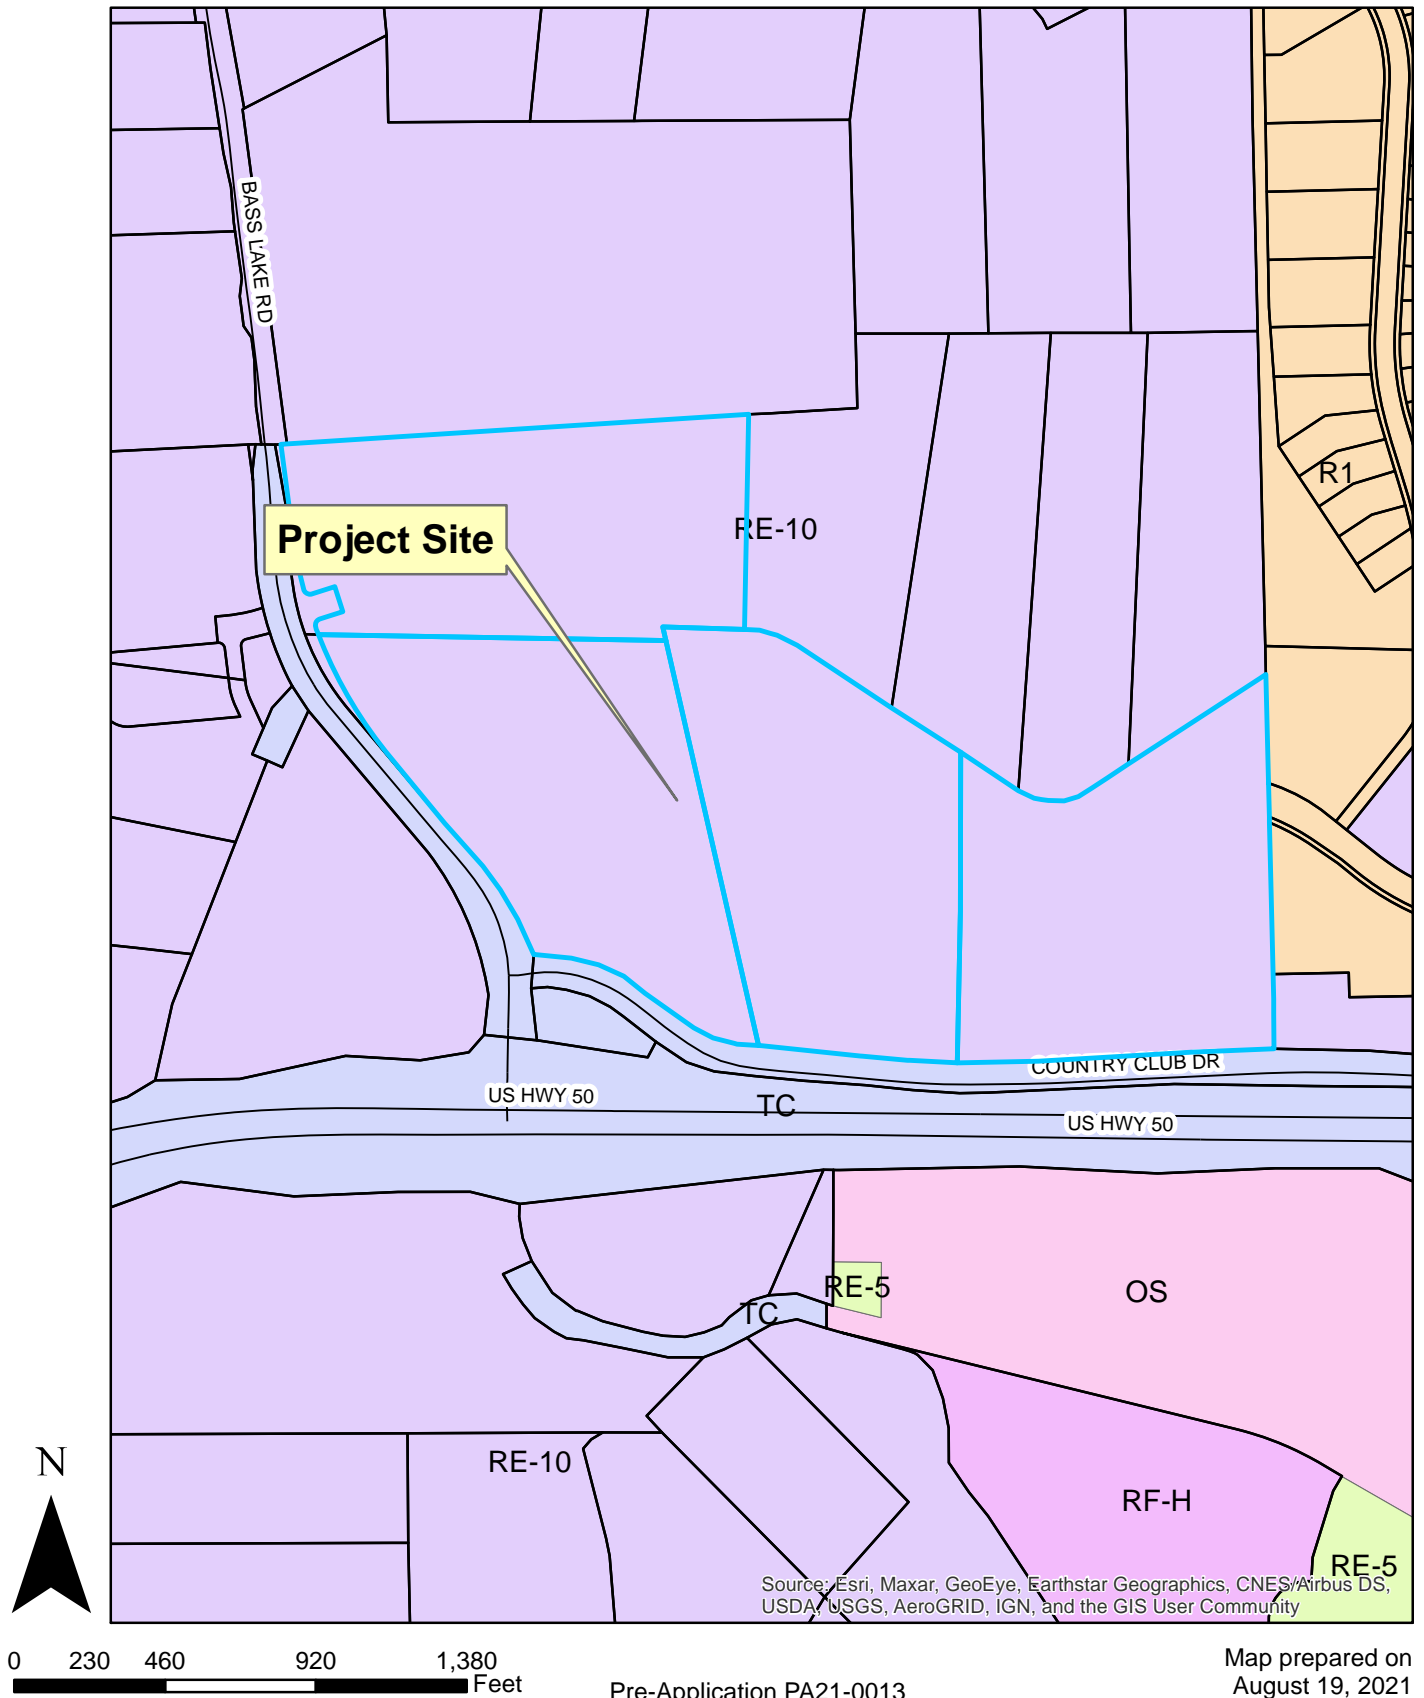 BASS LAKE RD
R1
Project Site
RE-10
COUNTRY CLUB DR
US HWY 50
TC
US HWY 50
RE-5
OS
TC
N
RE-10
RF-H
RE-5
Source: Esri, Maxar, GeoEye, Earthstar Geographics, CNES/Airbus DS,
USDA, USGS, AeroGRID, IGN, and the GIS User Community
0 230 460 920 1,380
Feet
Map prepared on
August 19, 2021
Pre-Application PA21-0013